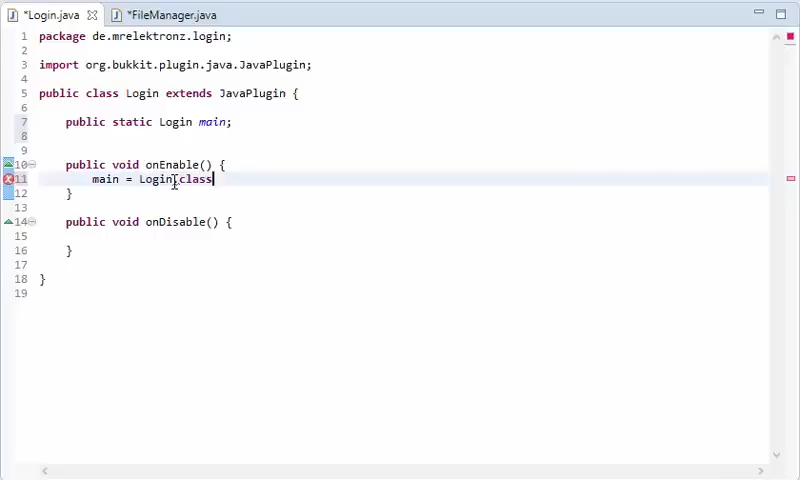 *Login.java *FileManager.java
1 package de.mrelektronz.login;
2
3 import org.bukkit.plugin.java.JavaPlugin;
4
5 public class Login extends JavaPlugin {
6
7 public static Login main;
8
9
10 public void onEnable() {
11 main = Login.class
12 }
13
14 public void onDisable() {
15
16 }
17
18 }
19